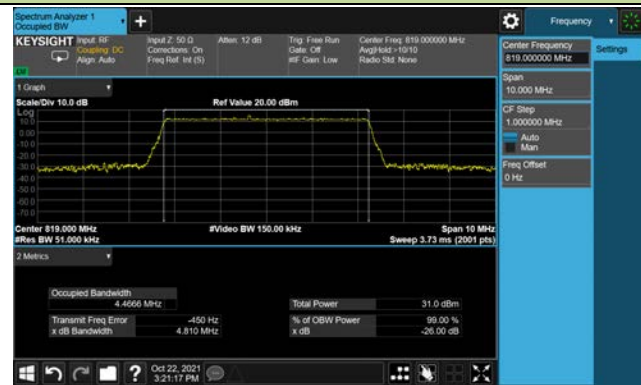 Spectrum Analyzer 1
Occupied BW
Frequency
KEYSIGHT
Input: RF
Coupling: DC
Align: Auto
Input Z: 50 Ω
Corrections: On
Freq Ref: Int (S)
Atten: 12 dB
Trig: Free Run
Gate: Off
#IF Gain: Low
Center Freq: 819.000000 MHz
Avg|Hold:>10/10
Radio Std: None
Center Frequency
819.000000 MHz
Settings
Span
10.000 MHz
CF Step
1.000000 MHz
Auto
Man
Freq Offset
0 Hz
1 Graph
Scale/Div 10.0 dB
Ref Value 20.00 dBm
Log
10.0
0.00
-10.0
-20.0
-30.0
-40.0
-50.0
-60.0
-70.0
Center 819.000 MHz
#Video BW 150.00 kHz
Span 10 MHz
#Res BW 51.000 kHz
Sweep 3.73 ms (2001 pts)
2 Metrics
Occupied Bandwidth
4.4666 MHz
Total Power
31.0 dBm
Transmit Freq Error
-450 Hz
% of OBW Power
99.00 %
x dB Bandwidth
4.810 MHz
x dB
-26.00 dB
?
Oct 22, 2021
3:21:17 PM